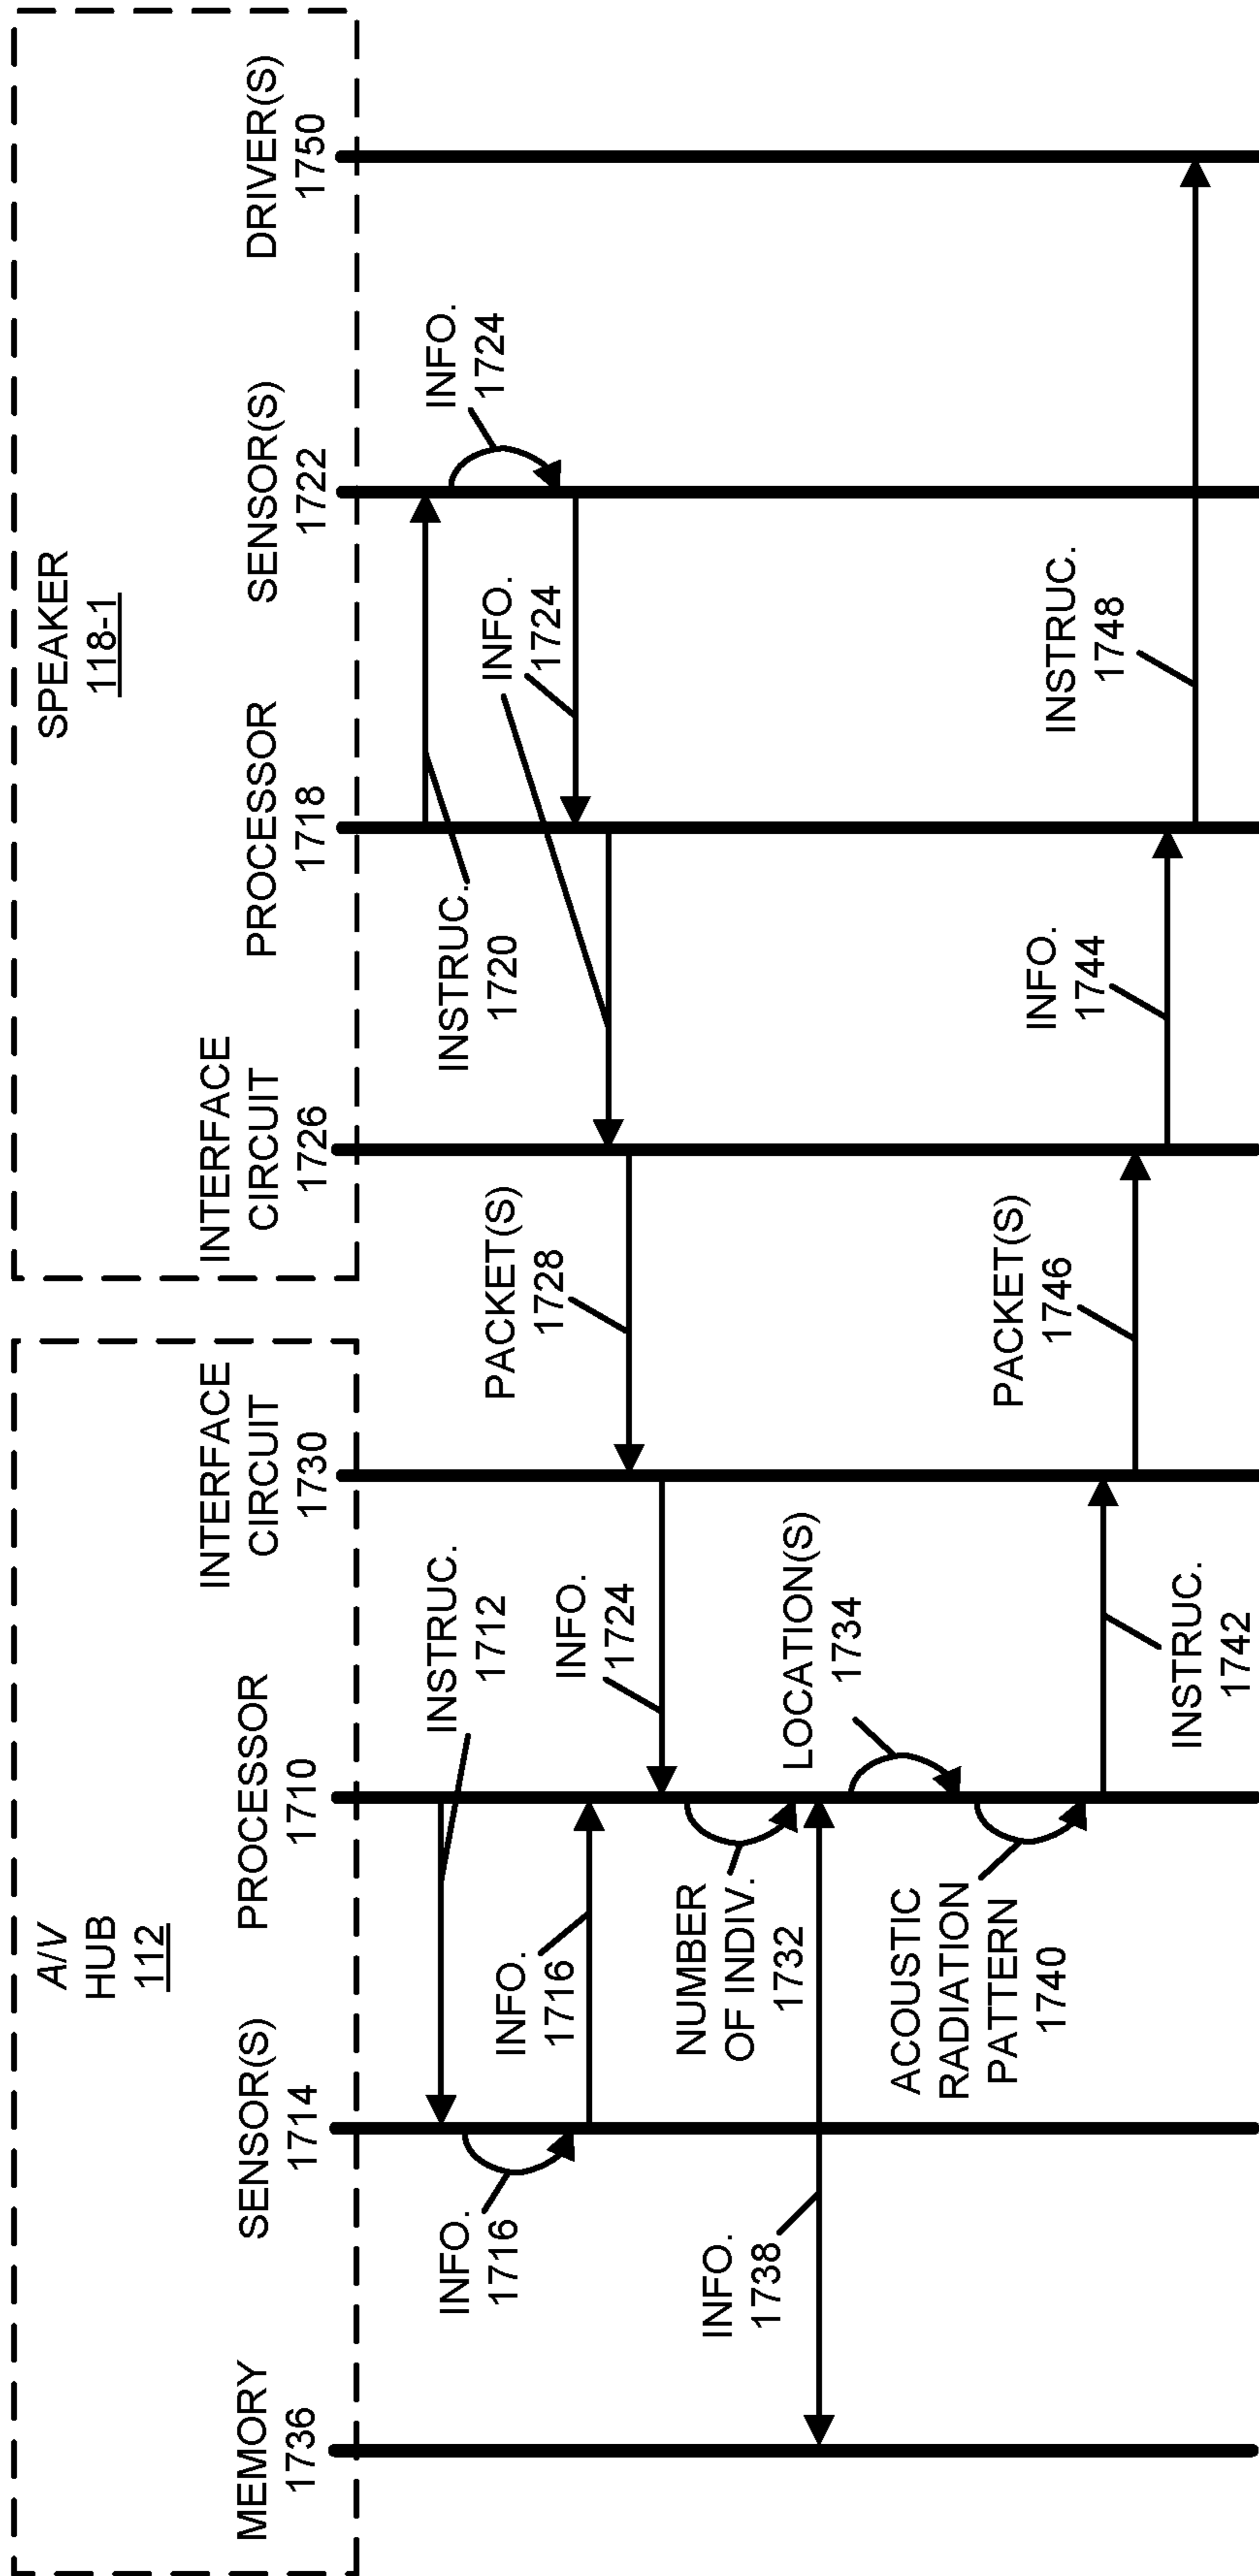 A/V
HUB
112
SPEAKER
118-1
MEMORY
1736
SENSOR(S)
1714
PROCESSOR
1710
INTERFACE
CIRCUIT
1730
INTERFACE
CIRCUIT
1726
PROCESSOR
1718
SENSOR(S)
1722
DRIVER(S)
1750
INFO.
1716
INSTRUC.
1712
INFO.
1716
INSTRUC.
1720
INFO.
1724
INFO.
1724
PACKET(S)
1728
INFO.
1724
NUMBER
OF INDIV.
1732
INFO.
1738
LOCATION(S)
1734
ACOUSTIC
RADIATION
PATTERN
1740
INSTRUC.
1742
PACKET(S)
1746
INFO.
1744
INSTRUC.
1748